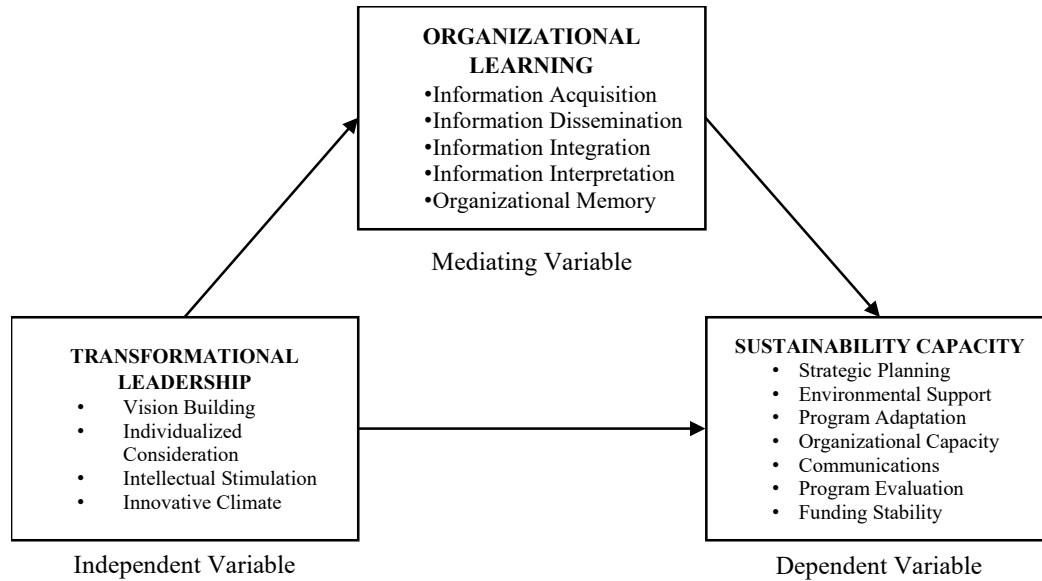 ORGANIZATIONAL
LEARNING
•Information Acquisition
•Information Dissemination
•Information Integration
•Information Interpretation
•Organizational Memory
Mediating Variable
TRANSFORMATIONAL
LEADERSHIP
• Vision Building
• Individualized
Consideration
• Intellectual Stimulation
• Innovative Climate
Independent Variable
SUSTAINABILITY CAPACITY
• Strategic Planning
• Environmental Support
• Program Adaptation
• Organizational Capacity
• Communications
• Program Evaluation
• Funding Stability
Dependent Variable